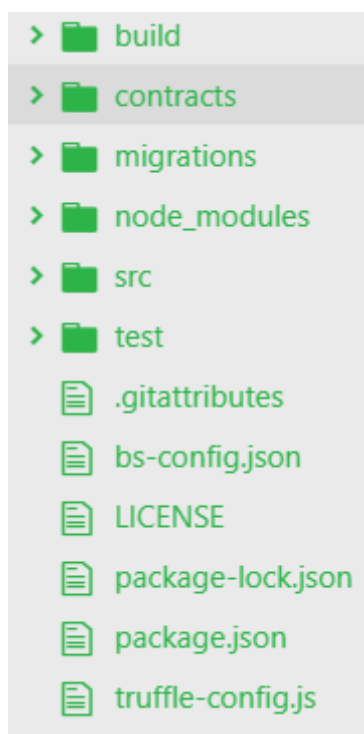 build
contracts
migrations
node_modules
src
test
.gitattributes
bs-config.json
LICENSE
package-lock.json
package.json
truffle-config.js